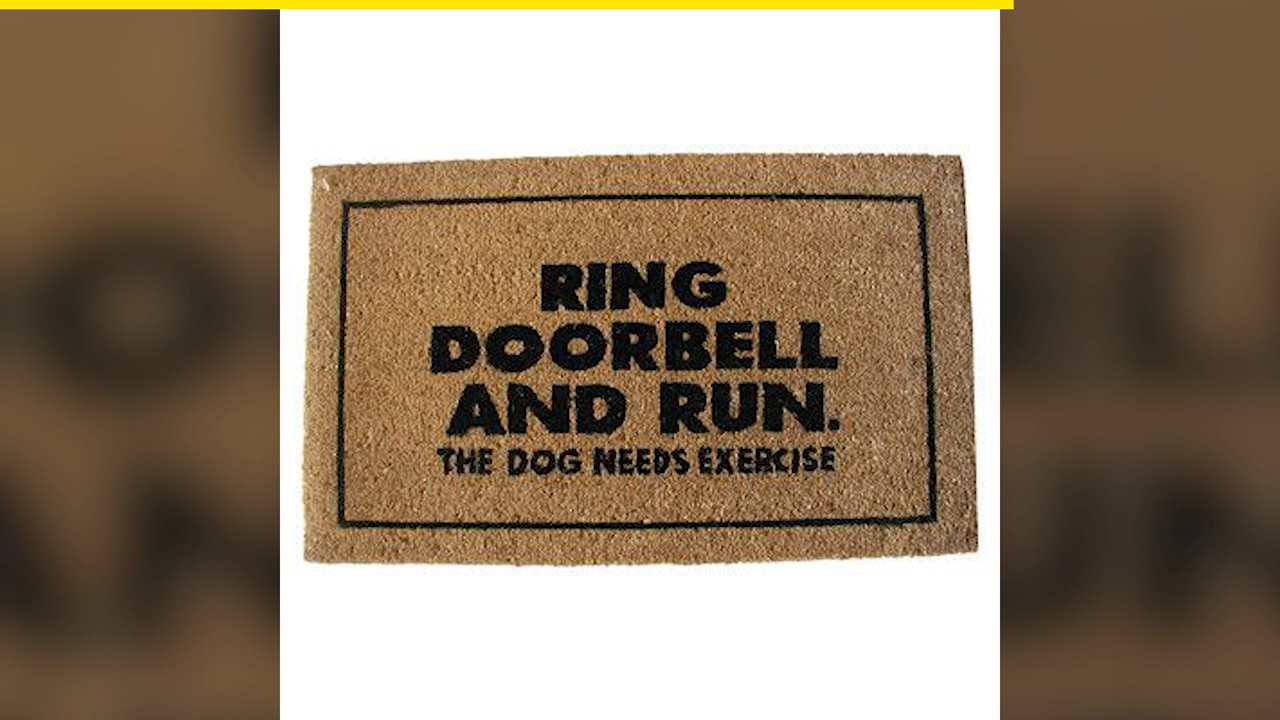 RING
DOORBELL
AND RUN.
THE DOG NEEDS EXERCISE